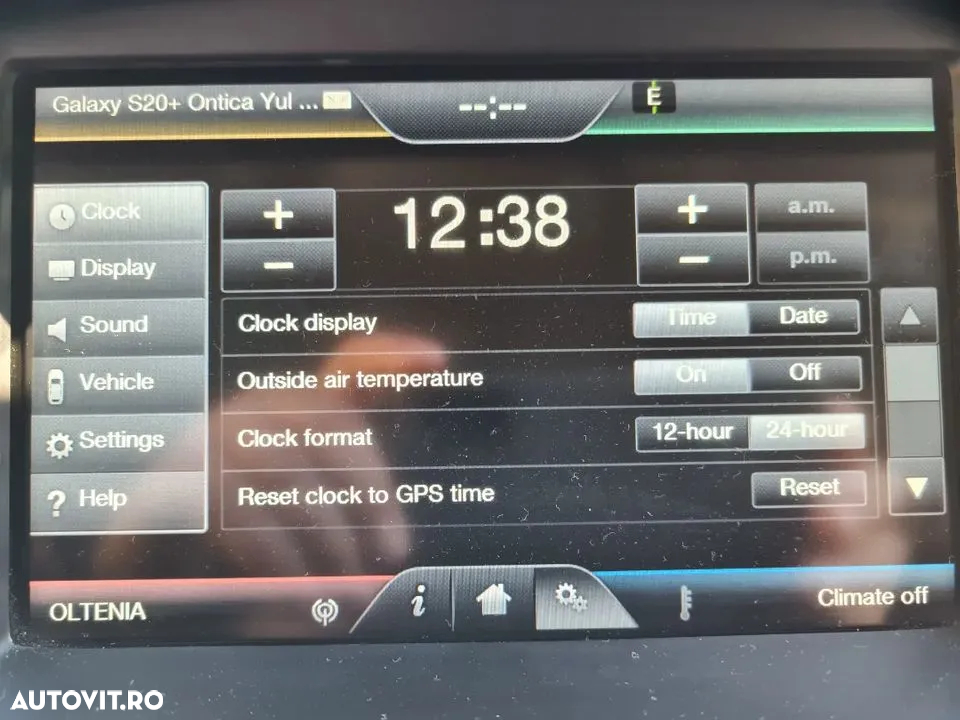 Galaxy S20+ Ontica Yul ...
--:--
E
Clock
+
12:38
+
a.m.
Display
−
−
p.m.
Sound
Clock display
Time
Date
Vehicle
Outside air temperature
On
Off
Settings
Clock format
12-hour
24-hour
? Help
Reset clock to GPS time
Reset
OLTENIA
i
Climate off
AUTOVIT.RO